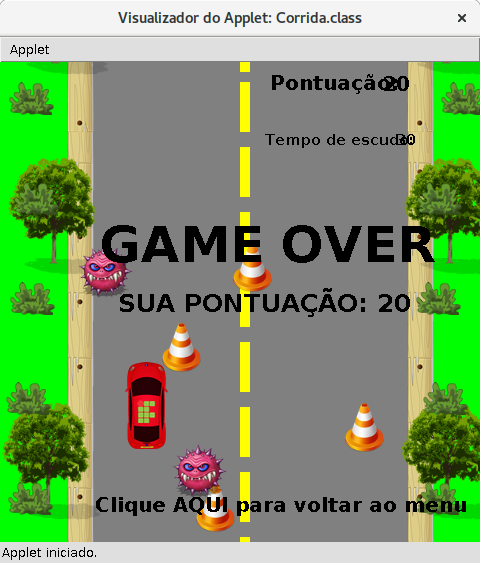 Visualizador do Applet: Corrida.class
Applet
Pontuação: 20
Tempo de escudo: 30
GAME OVER
SUA PONTUAÇÃO: 20
Clique AQUI para voltar ao menu
Applet iniciado.